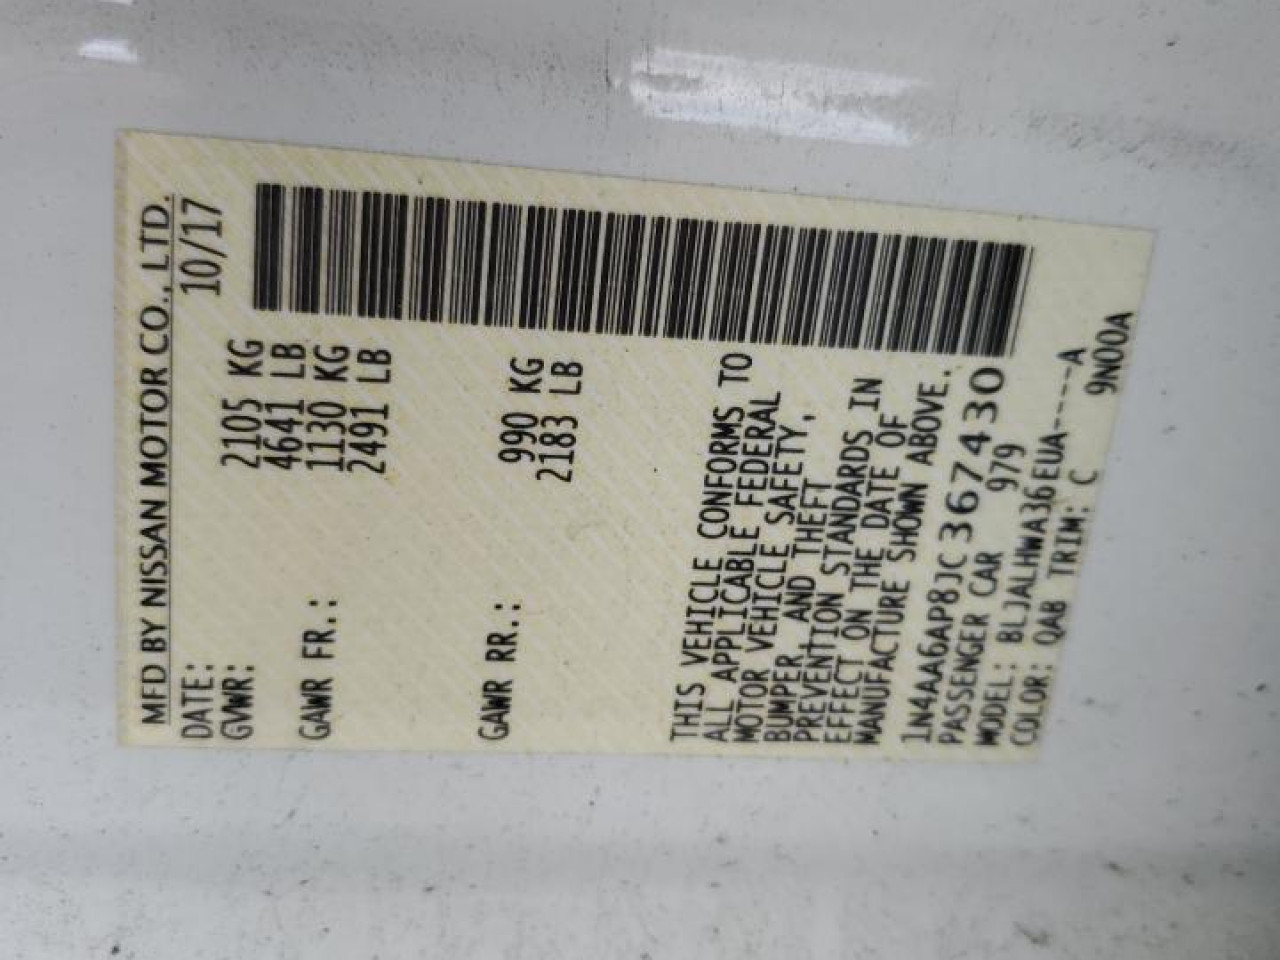 MFD BY NISSAN MOTOR CO., LTD.
DATE: 10/17
GVWR: 2105 KG
4641 LB
GAWR FR.: 1130 KG
2491 LB
GAWR RR.: 990 KG
2183 LB
THIS VEHICLE CONFORMS TO
ALL APPLICABLE FEDERAL
MOTOR VEHICLE SAFETY,
BUMPER, AND THEFT
PREVENTION STANDARDS IN
EFFECT ON THE DATE OF
MANUFACTURE SHOWN ABOVE.
1N4AA6AP8JC367430
PASSENGER CAR 979
MODEL: BLJALHWA36EUA----A
COLOR: QAB TRIM: C 9N00A